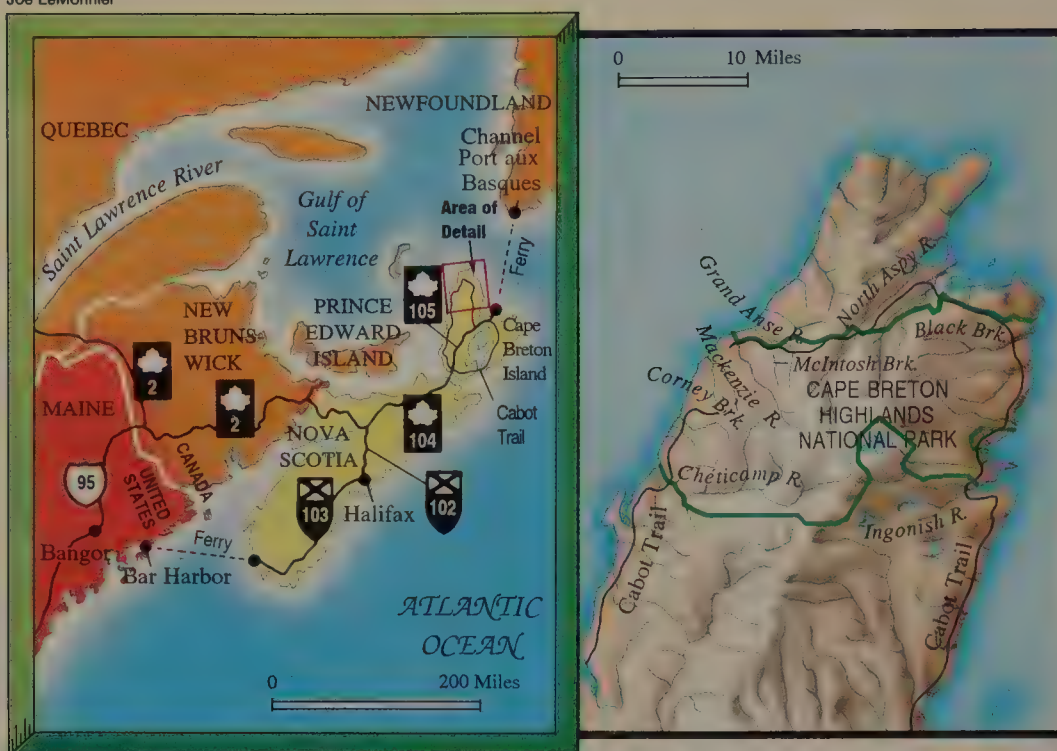 Joe LeMonnier
QUEBEC
NEWFOUNDLAND
Channel
Port aux
Basques
Saint Lawrence River
Gulf of
Saint
Lawrence
Area of
Detail
Ferry
105
NEW
BRUNS
WICK
PRINCE
EDWARD
ISLAND
Cape
Breton
Island
Cabot
Trail
2
2
MAINE
104
NOVA
SCOTIA
95
CANADA
UNITED
STATES
103
Halifax
102
Bangor
Ferry
Bar Harbor
ATLANTIC
OCEAN
0 200 Miles
0 10 Miles
Grand Anse R.
North Aspy R.
Black Brk.
Mackenzie R.
McIntosh Brk.
Corney Brk.
CAPE BRETON
HIGHLANDS
NATIONAL PARK
Chéticamp R.
Ingonish R.
Cabot Trail
Cabot Trail